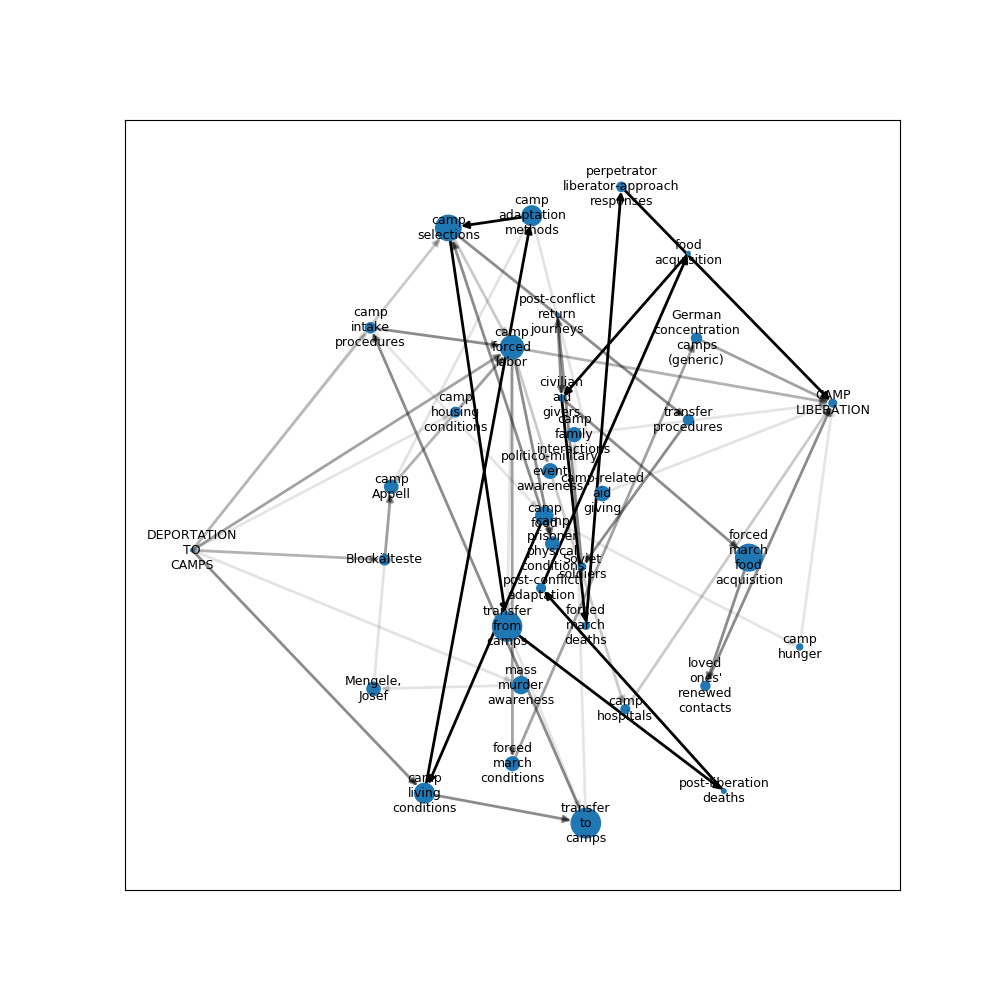 perpetrator
liberator-approach
responses
camp
adaptation
methods
camp
selections
food
acquisition
post-conflict
return
journeys
camp
intake
procedures
German
concentration
camps
(generic)
camp
forced
labor
civilian
aid
givers
CAMP
LIBERATION
camp
housing
conditions
transfer
procedures
camp
family
interactions
politico-military
event
awareness
camp-related
aid
giving
camp
Appell
camp
food
camp
prisoner
physical
conditions
DEPORTATION
TO
CAMPS
Blockälteste
Soviet
soldiers
forced
march
food
acquisition
post-conflict
adaptation
transfer
from
camps
forced
march
deaths
camp
hunger
loved
ones'
renewed
contacts
mass
murder
awareness
Mengele,
Josef
camp
hospitals
forced
march
conditions
camp
living
conditions
post-liberation
deaths
transfer
to
camps